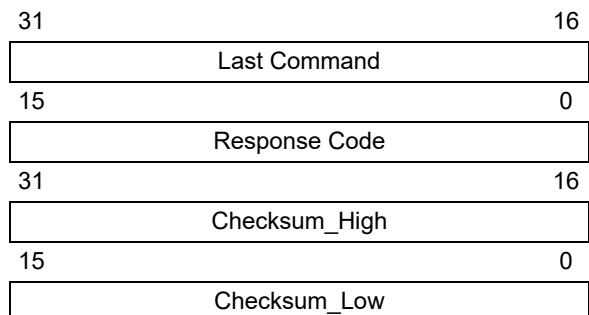 31 16
Last Command
15 0
Response Code
31 16
Checksum_High
15 0
Checksum_Low